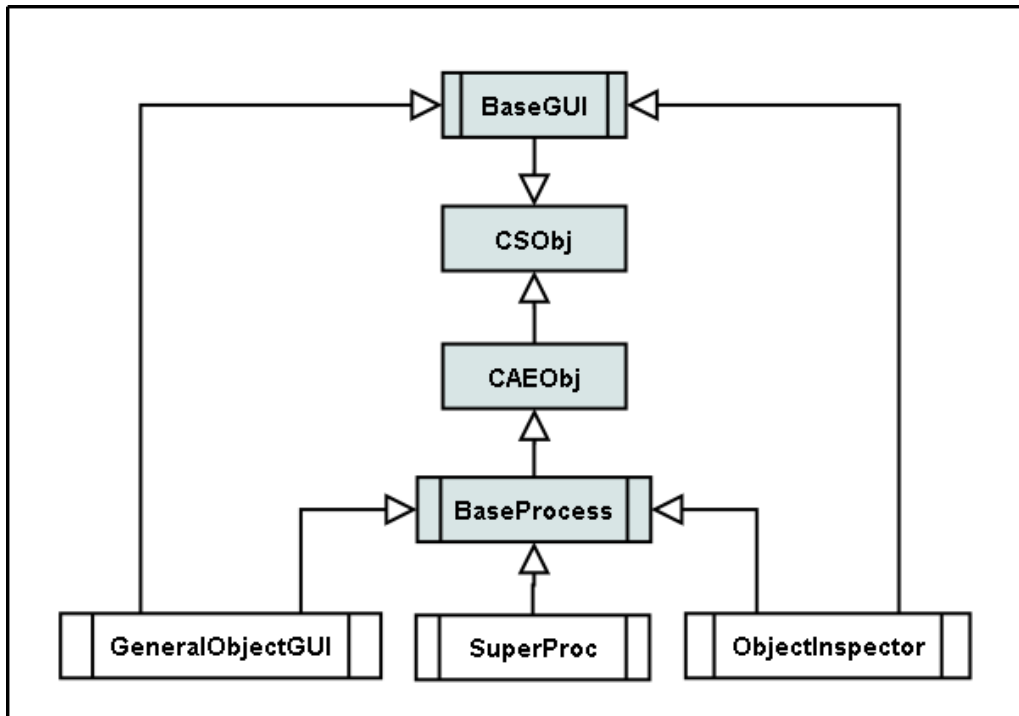 BaseGUI
CSObj
CAEObj
BaseProcess
GeneralObjectGUI
SuperProc
ObjectInspector